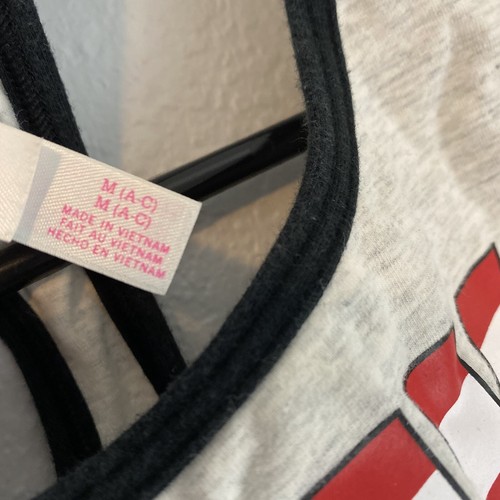 M (A-C)
M (A-C)
MADE IN VIETNAM
FAIT AU VIETNAM
HECHO EN VIETNAM